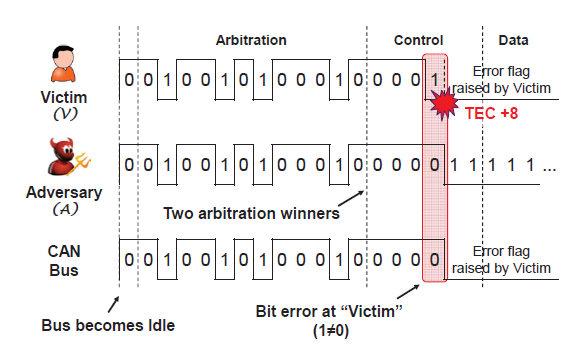 Arbitration Control Data
0 0 1 0 0 1 0 1 0 0 0 1 0 0 0 0 1
Error flag
raised by Victim
Victim
(V)
TEC +8
0 0 1 0 0 1 0 1 0 0 0 1 0 0 0 0 0 1 1 1 1 1 ...
Adversary
(A)
Two arbitration winners
CAN
Bus
0 0 1 0 0 1 0 1 0 0 0 1 0 0 0 0 0
Error flag
raised by Victim
Bus becomes Idle
Bit error at “Victim”
(1≠0)